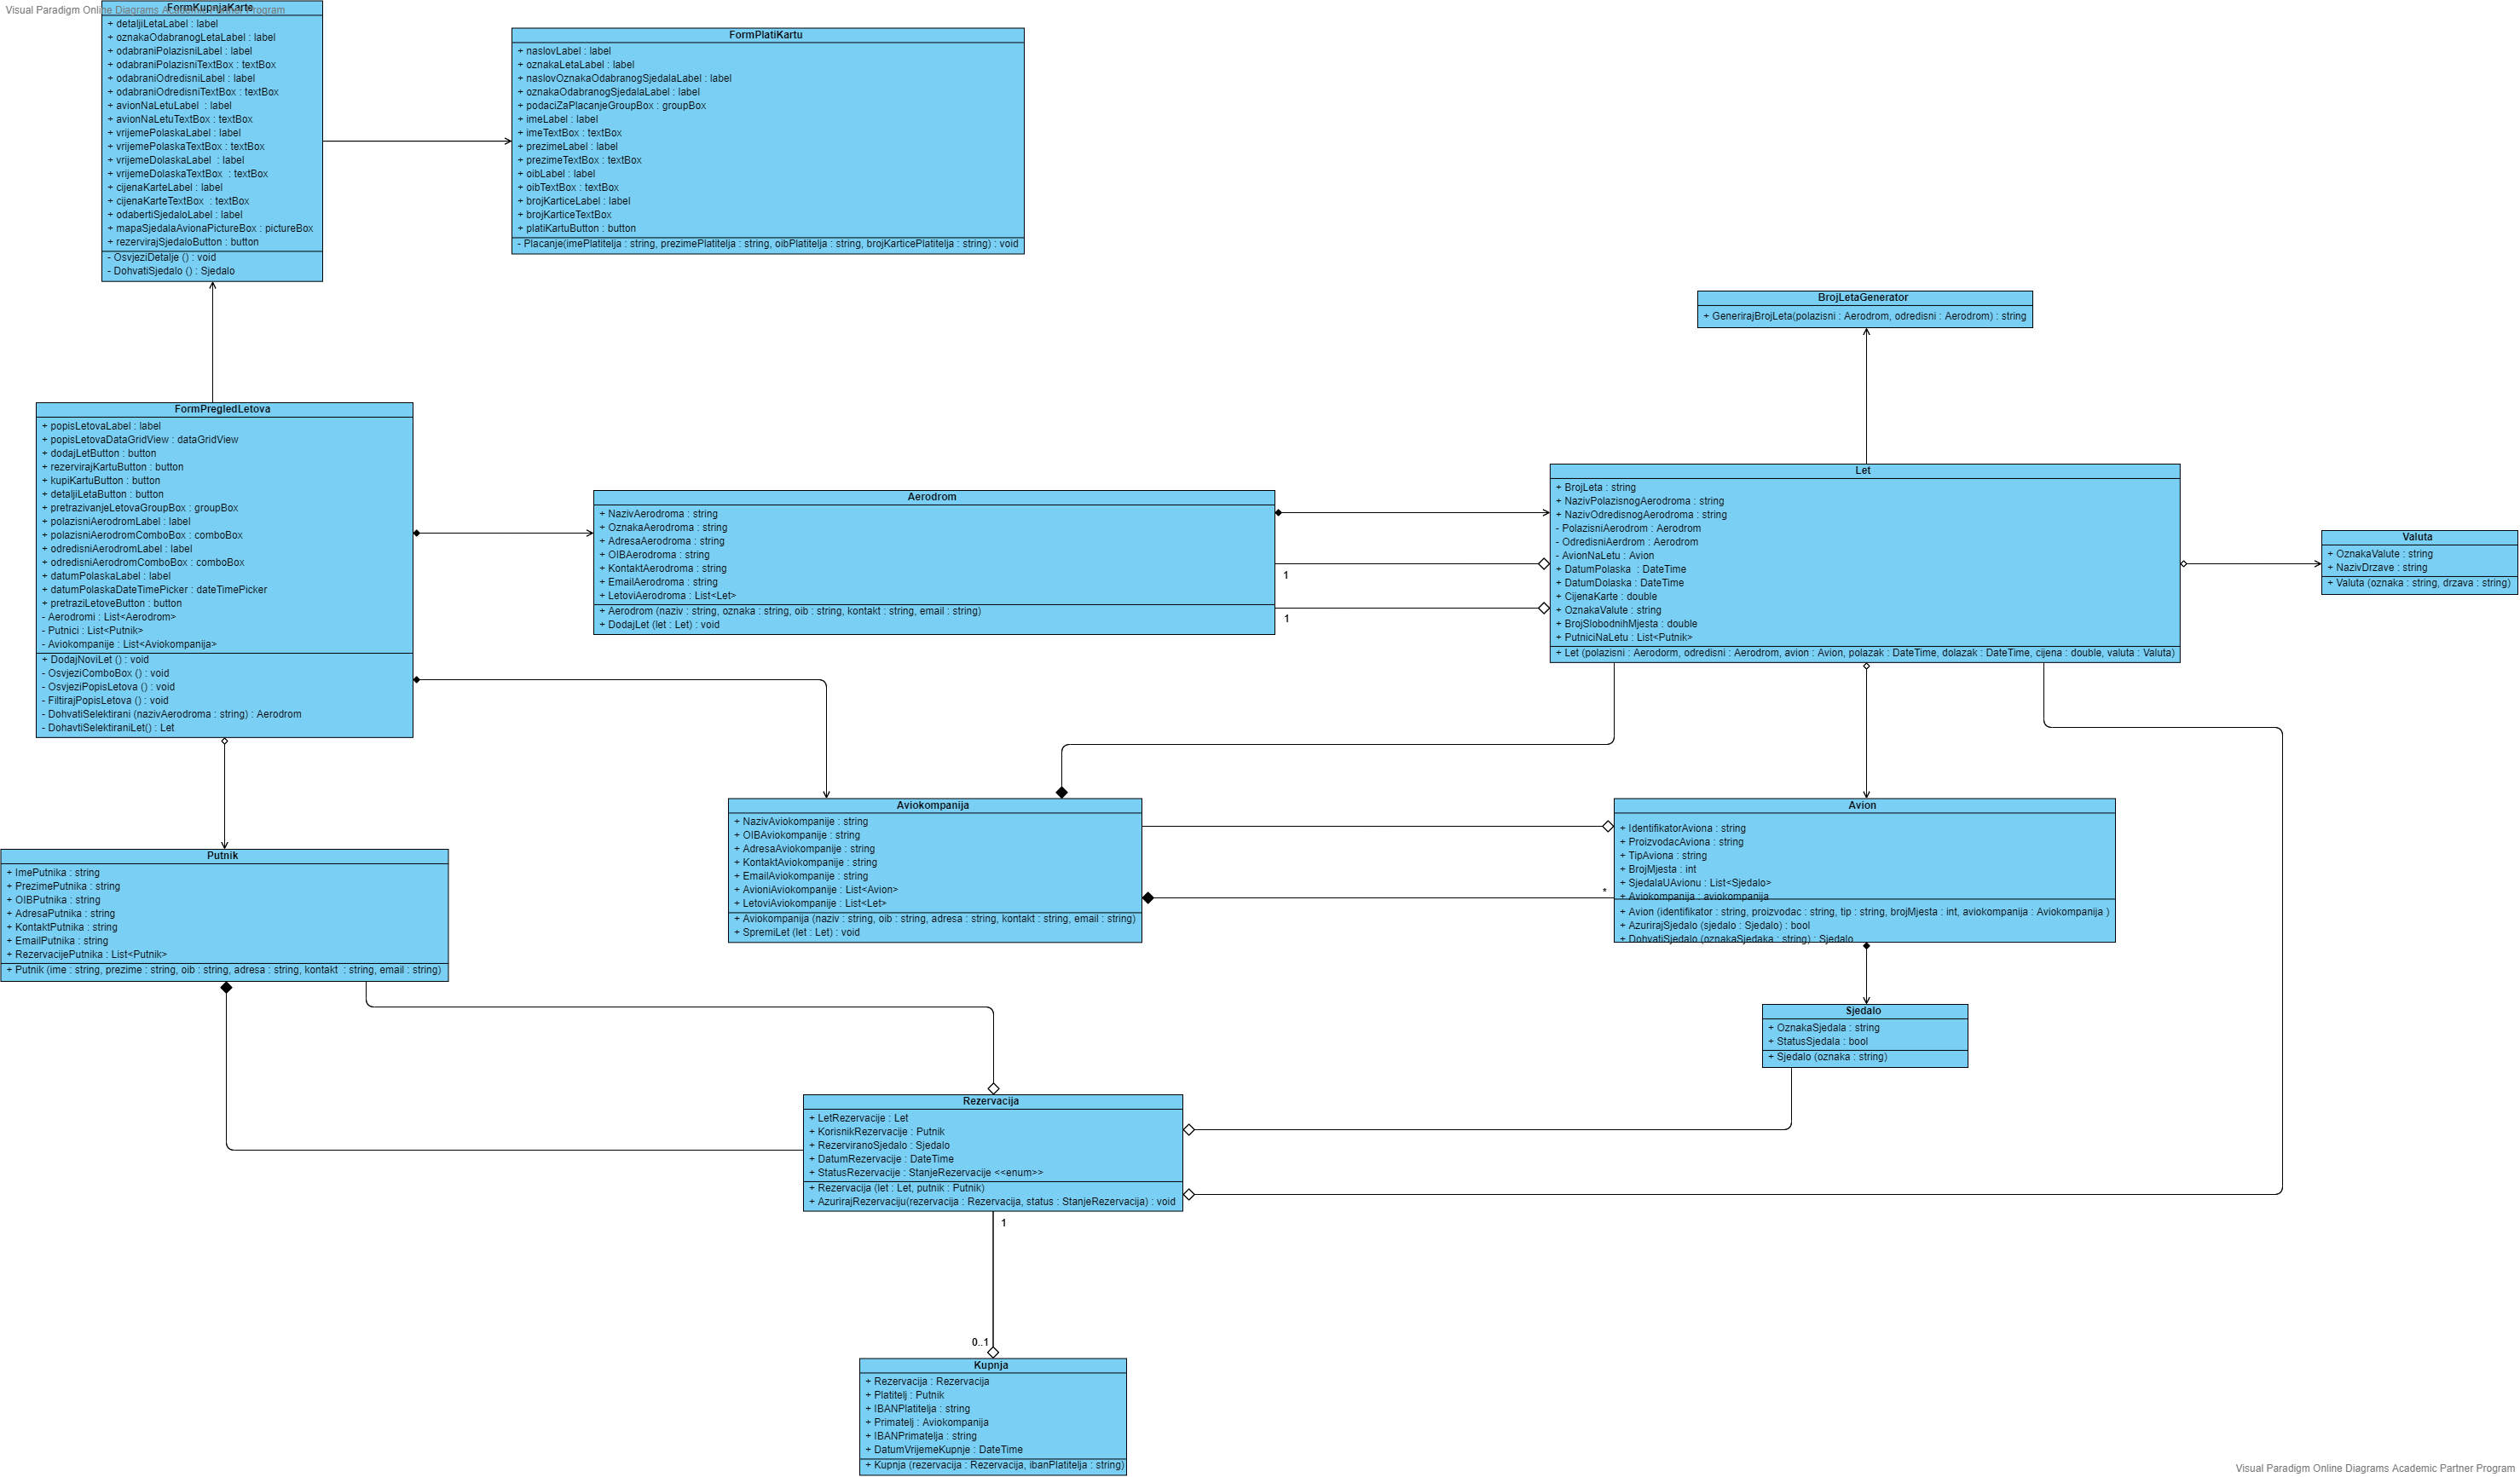 Visual Paradigm Online Diagrams Academic Partner Program
FormKupnjaKarte
+ detaljiLetaLabel : label
+ oznakaOdabranogLetaLabel : label
+ odabraniPolazisniLabel : label
+ odabraniPolazisniTextBox : textBox
+ odabraniOdredisniLabel : label
+ odabraniOdredisniTextBox : textBox
+ avionNaLetuLabel : label
+ avionNaLetuTextBox : textBox
+ vrijemePolaskaLabel : label
+ vrijemePolaskaTextBox : textBox
+ vrijemeDolaskaLabel : label
+ vrijemeDolaskaTextBox : textBox
+ cijenaKarteLabel : label
+ cijenaKarteTextBox : textBox
+ odabertiSjedaloLabel : label
+ mapaSjedalaAvionaPictureBox : pictureBox
+ rezervirajSjedaloButton : button
- OsvjeziDetalje () : void
- DohvatiSjedalo () : Sjedalo
FormPlatiKartu
+ naslovLabel : label
+ oznakaLetaLabel : label
+ naslovOznakaOdabranogSjedalaLabel : label
+ oznakaOdabranogSjedalaLabel : label
+ podaciZaPlacanjeGroupBox : groupBox
+ imeLabel : label
+ imeTextBox : textBox
+ prezimeLabel : label
+ prezimeTextBox : textBox
+ oibLabel : label
+ oibTextBox : textBox
+ brojKarticeLabel : label
+ brojKarticeTextBox
+ platiKartuButton : button
- Placanje(imePlatitelja : string, prezimePlatitelja : string, oibPlatitelja : string, brojKarticePlatitelja : string) : void
BrojLetaGenerator
+ GenerirajBrojLeta(polazisni : Aerodrom, odredisni : Aerodrom) : string
FormPregledLetova
+ popisLetovaLabel : label
+ popisLetovaDataGridView : dataGridView
+ dodajLetButton : button
+ rezervirajKartuButton : button
+ kupiKartuButton : button
+ detaljiLetaButton : button
+ pretrazivanjeLetovaGroupBox : groupBox
+ polazisniAerodromLabel : label
+ polazisniAerodromComboBox : comboBox
+ odredisniAerodromLabel : label
+ odredisniAerodromComboBox : comboBox
+ datumPolaskaLabel : label
+ datumPolaskaDateTimePicker : dateTimePicker
+ pretraziLetoveButton : button
- Aerodromi : List<Aerodrom>
- Putnici : List<Putnik>
- Aviokompanije : List<Aviokompanija>
+ DodajNoviLet () : void
- OsvjeziComboBox () : void
- OsvjeziPopisLetova () : void
- FiltirajPopisLetova () : void
- DohvatiSelektirani (nazivAerodroma : string) : Aerodrom
- DohavtiSelektiraniLet() : Let
Aerodrom
+ NazivAerodroma : string
+ OznakaAerodroma : string
+ AdresaAerodroma : string
+ OIBAerodroma : string
+ KontaktAerodroma : string
+ EmailAerodroma : string
+ LetoviAerodroma : List<Let>
+ Aerodrom (naziv : string, oznaka : string, oib : string, kontakt : string, email : string)
+ DodajLet (let : Let) : void
1
1
Let
+ BrojLeta : string
+ NazivPolazisnogAerodroma : string
+ NazivOdredisnogAerodroma : string
- PolazisniAerodrom : Aerodrom
- OdredisniAerdrom : Aerodrom
- AvionNaLetu : Avion
+ DatumPolaska : DateTime
+ DatumDolaska : DateTime
+ CijenaKarte : double
+ OznakaValute : string
+ BrojSlobodnihMjesta : double
+ PutniciNaLetu : List<Putnik>
+ Let (polazisni : Aerodorm, odredisni : Aerodrom, avion : Avion, polazak : DateTime, dolazak : DateTime, cijena : double, valuta : Valuta)
Valuta
+ OznakaValute : string
+ NazivDrzave : string
+ Valuta (oznaka : string, drzava : string)
Putnik
+ ImePutnika : string
+ PrezimePutnika : string
+ OIBPutnika : string
+ AdresaPutnika : string
+ KontaktPutnika : string
+ EmailPutnika : string
+ RezervacijePutnika : List<Putnik>
+ Putnik (ime : string, prezime : string, oib : string, adresa : string, kontakt : string, email : string)
Aviokompanija
+ NazivAviokompanije : string
+ OIBAviokompanije : string
+ AdresaAviokompanije : string
+ KontaktAviokompanije : string
+ EmailAviokompanije : string
+ AvioniAviokompanije : List<Avion>
+ LetoviAviokompanije : List<Let>
+ Aviokompanija (naziv : string, oib : string, adresa : string, kontakt : string, email : string)
+ SpremiLet (let : Let) : void
*
Avion
+ IdentifikatorAviona : string
+ ProizvodacAviona : string
+ TipAviona : string
+ BrojMjesta : int
+ SjedalaUAvionu : List<Sjedalo>
+ Aviokompanija : aviokompanija
+ Avion (identifikator : string, proizvodac : string, tip : string, brojMjesta : int, aviokompanija : Aviokompanija )
+ AzurirajSjedalo (sjedalo : Sjedalo) : bool
+ DohvatiSjedalo (oznakaSjedaka : string) : Sjedalo
Sjedalo
+ OznakaSjedala : string
+ StatusSjedala : bool
+ Sjedalo (oznaka : string)
Rezervacija
+ LetRezervacije : Let
+ KorisnikRezervacije : Putnik
+ RezerviranoSjedalo : Sjedalo
+ DatumRezervacije : DateTime
+ StatusRezervacije : StanjeRezervacije <<enum>>
+ Rezervacija (let : Let, putnik : Putnik)
+ AzurirajRezervaciju(rezervacija : Rezervacija, status : StanjeRezervacija) : void
1
0..1
Kupnja
+ Rezervacija : Rezervacija
+ Platitelj : Putnik
+ IBANPlatitelja : string
+ Primatelj : Aviokompanija
+ IBANPrimatelja : string
+ DatumVrijemeKupnje : DateTime
+ Kupnja (rezervacija : Rezervacija, ibanPlatitelja : string)
Visual Paradigm Online Diagrams Academic Partner Program